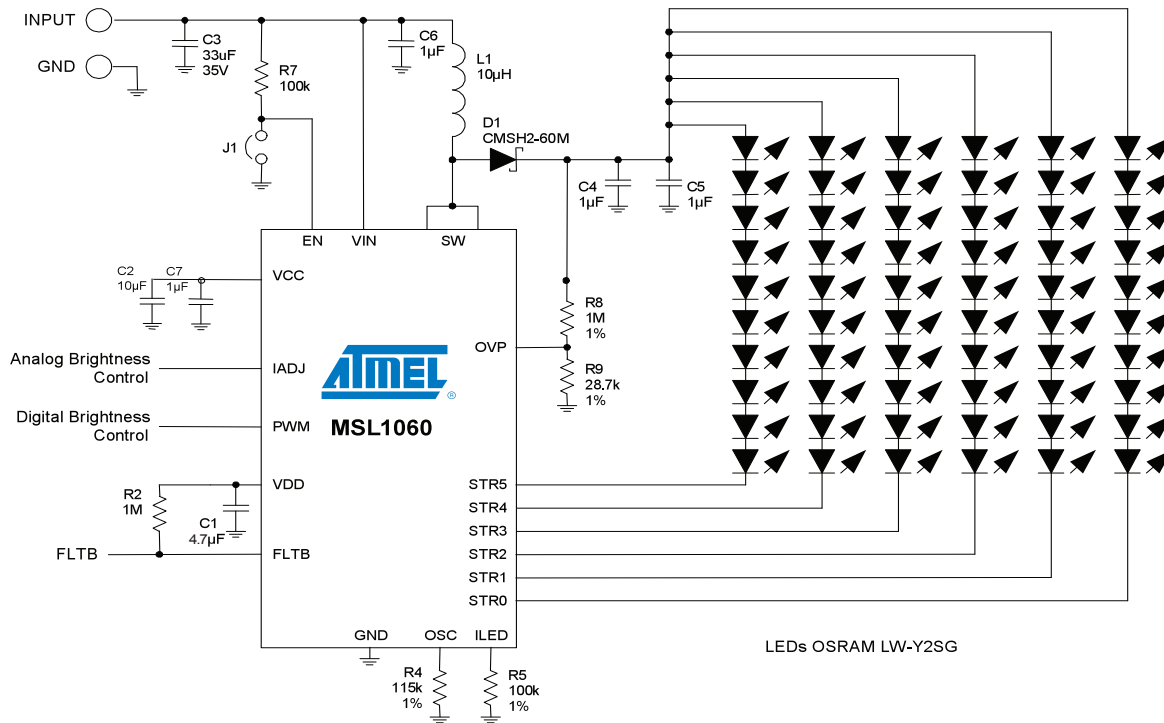 INPUT
GND
C3
33uF
35V
R7
100k
J1
C6
1µF
L1
10µH
D1
CMSH2-60M
C4
1µF
C5
1µF
EN
VIN
SW
C2
10µF
C7
1µF
VCC
R8
1M
1%
OVP
R9
28.7k
1%
Analog Brightness
Control
IADJ
ATMEL
®
Digital Brightness
Control
PWM
MSL1060
R2
1M
VDD
C1
4.7µF
FLTB
FLTB
STR5
STR4
STR3
STR2
STR1
STR0
GND
OSC
ILED
R4
115k
1%
R5
100k
1%
LEDs OSRAM LW-Y2SG